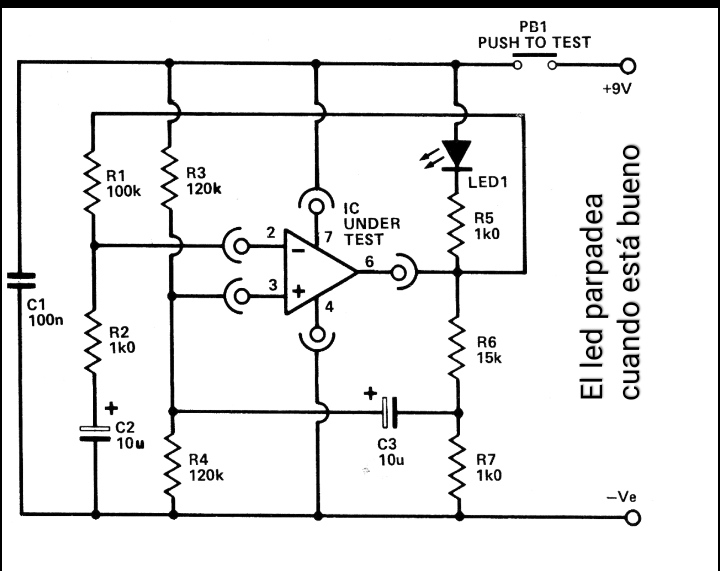 PB1
PUSH TO TEST
+9V
R1
100k
R3
120k
LED1
IC
UNDER
TEST
R5
1k0
2
7
6
3
4
−
+
C1
100n
R2
1k0
R6
15k
+
C2
10u
+
C3
10u
R4
120k
R7
1k0
−Ve
El led parpadea
cuando está bueno